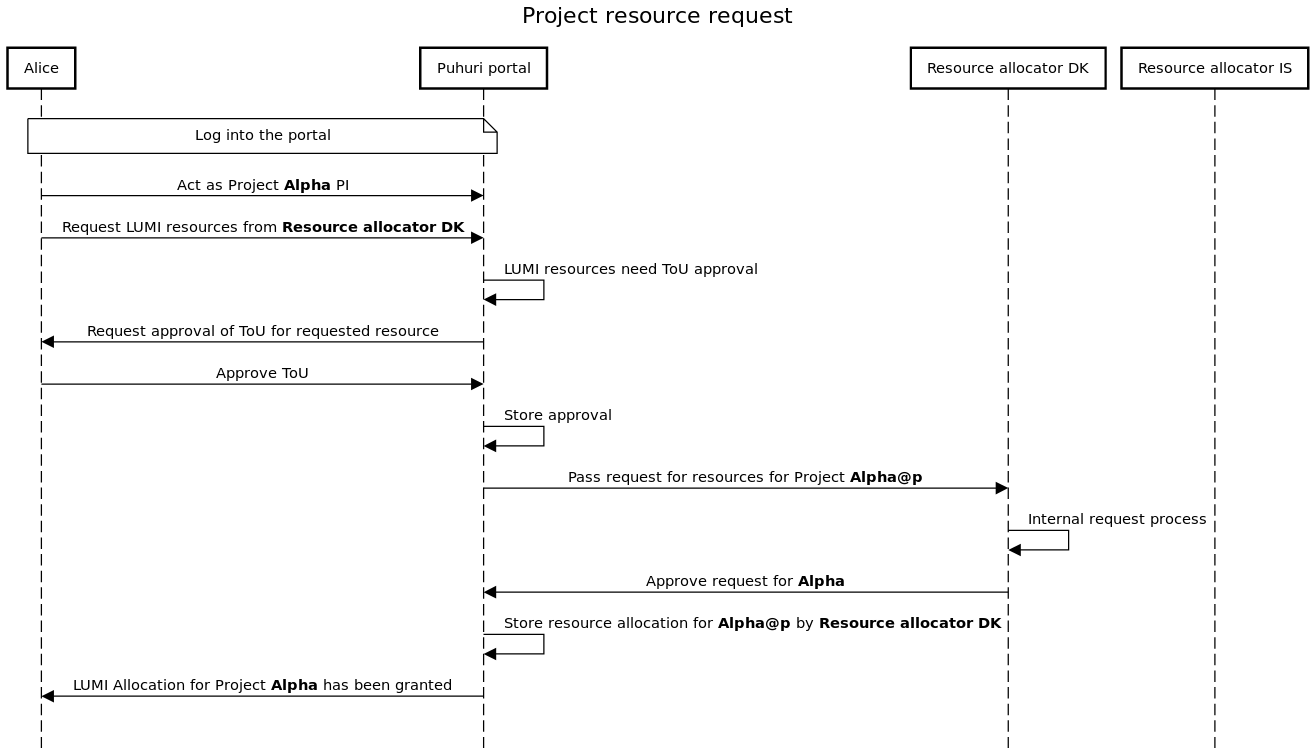 Project resource request
Alice
Puhuri portal
Resource allocator DK
Resource allocator IS
Log into the portal
Act as Project Alpha PI
Request LUMI resources from Resource allocator DK
LUMI resources need ToU approval
Request approval of ToU for requested resource
Approve ToU
Store approval
Pass request for resources for Project Alpha@p
Internal request process
Approve request for Alpha
Store resource allocation for Alpha@p by Resource allocator DK
LUMI Allocation for Project Alpha has been granted